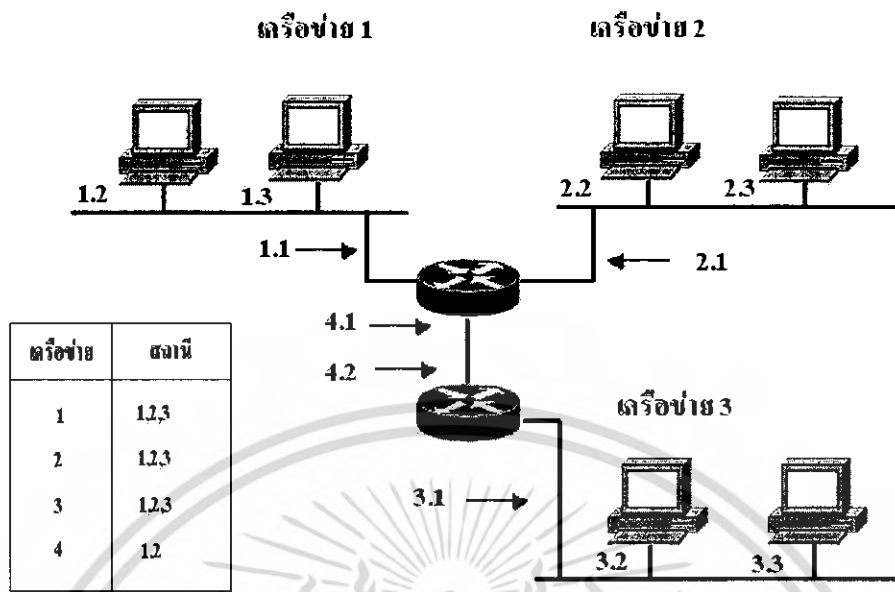 เครือข่าย 1 เครือข่าย 2
1.2 1.3 2.2 2.3
1.1 2.1
4.1
4.2
เครือข่าย สถานี
1 1,2,3
2 1,2,3
3 1,2,3
4 1,2
เครือข่าย 3
3.1
3.2 3.3